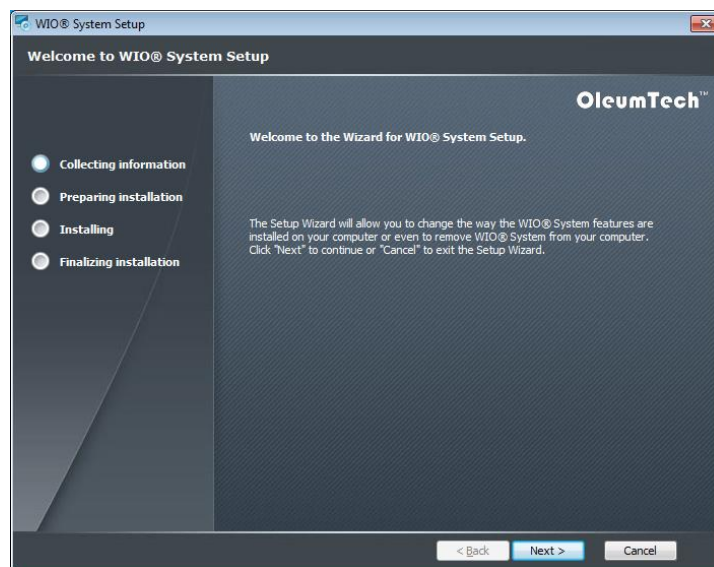 WIO® System Setup
Welcome to WIO® System Setup
OleumTech™
Welcome to the Wizard for WIO® System Setup.
Collecting information
Preparing installation
Installing
Finalizing installation
The Setup Wizard will allow you to change the way the WIO® System features are
installed on your computer or even to remove WIO® System from your computer.
Click "Next" to continue or "Cancel" to exit the Setup Wizard.
< Back
Next >
Cancel